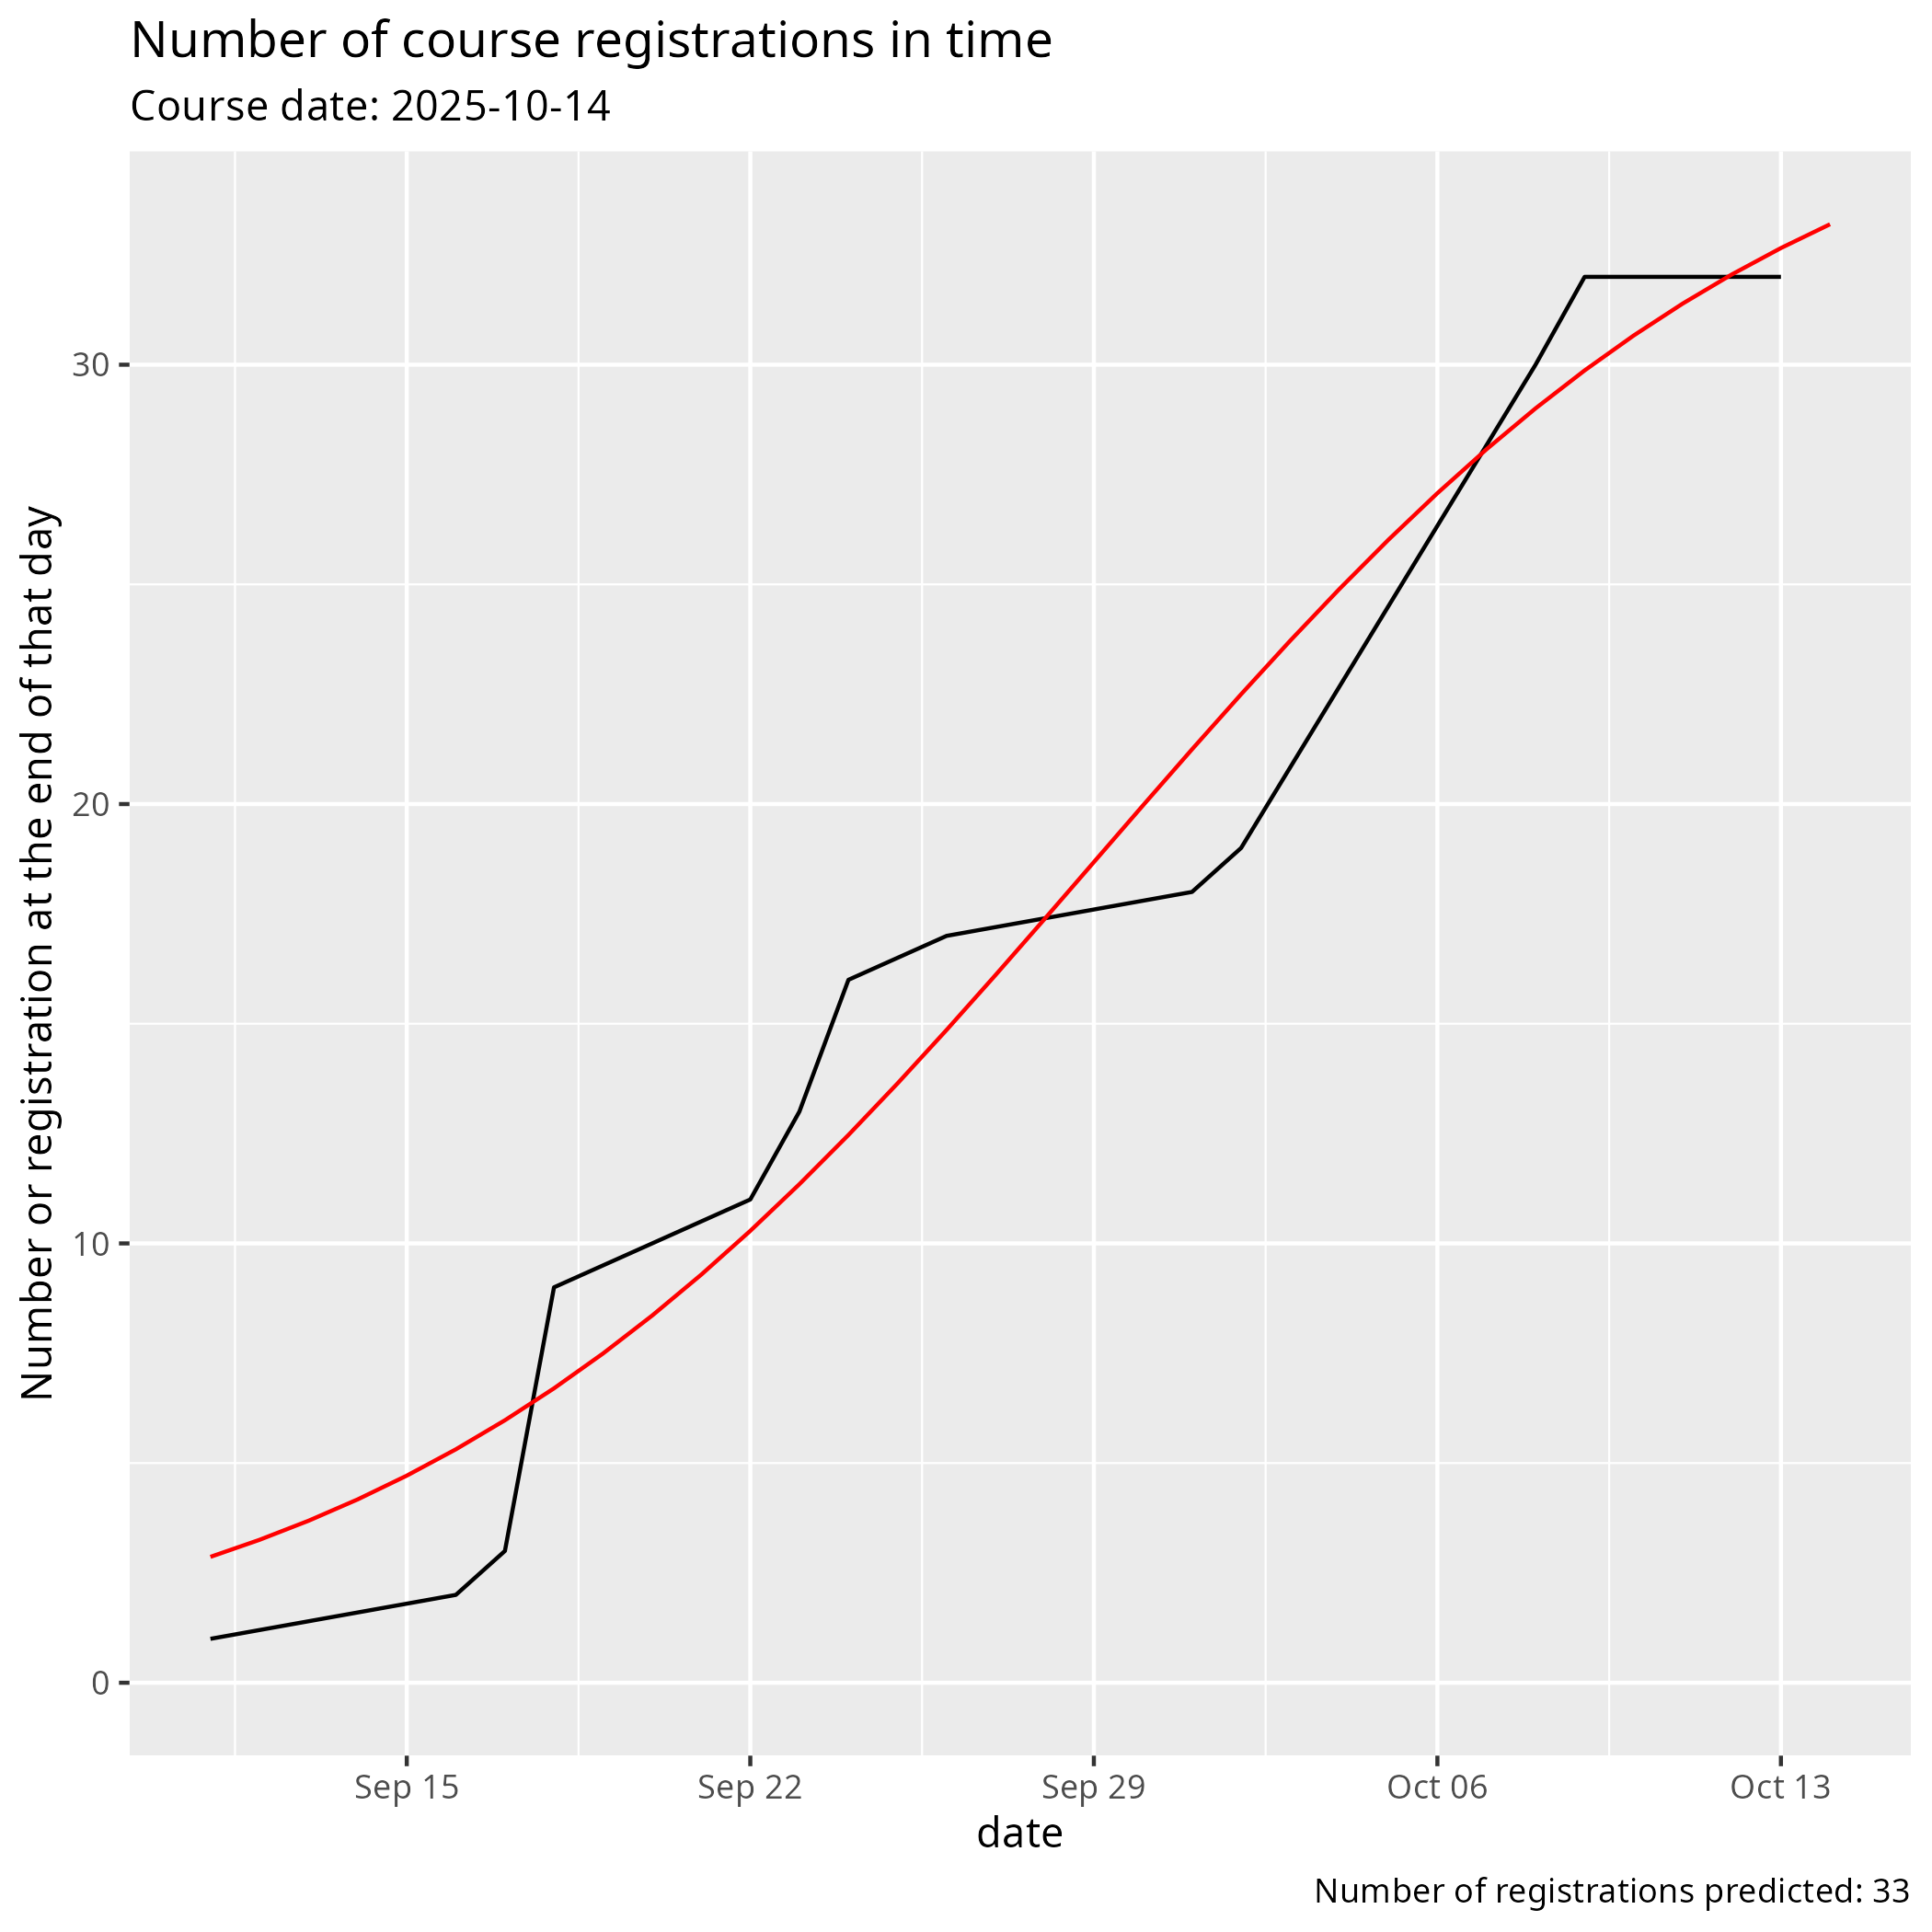 Number of course registrations in time
Course date: 2025-10-14
Number or registration at the end of that day
30
20
10
0
Sep 15
Sep 22
Sep 29
Oct 06
Oct 13
date
Number of registrations predicted: 33